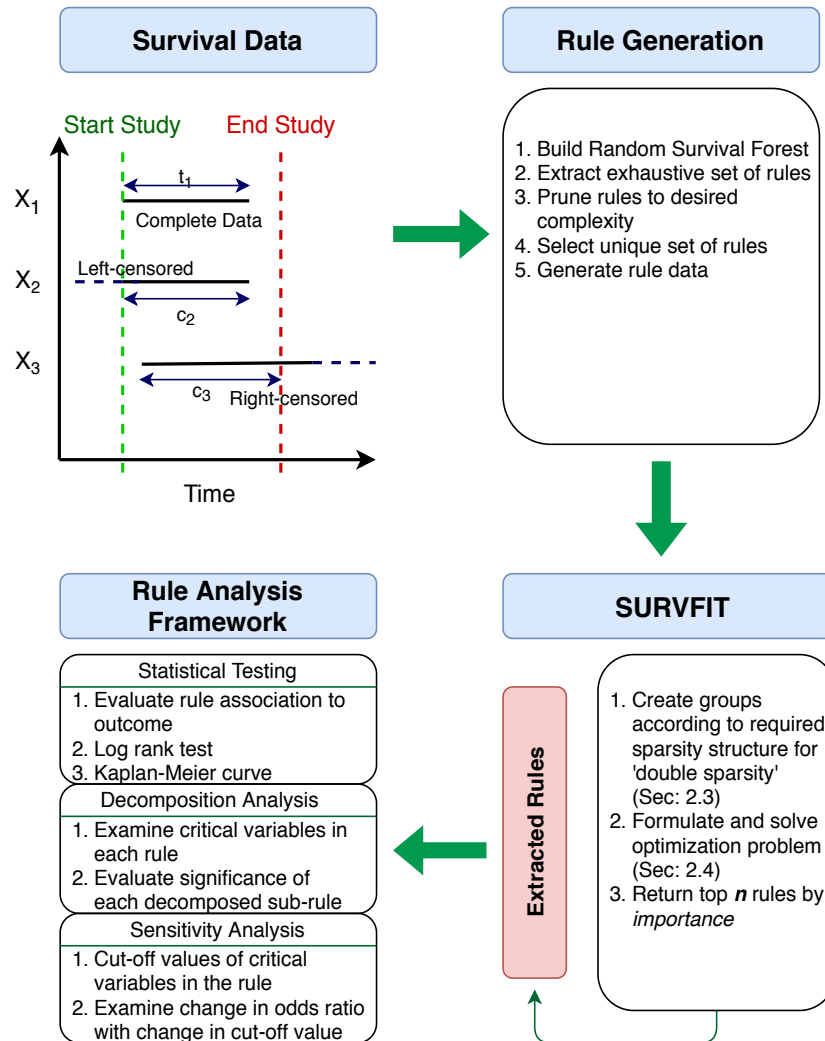 Survival Data
Start Study
End Study
t1
X1
Complete Data
Left-censored
X2
c2
X3
c3
Right-censored
Time
Rule Generation
1. Build Random Survival Forest
2. Extract exhaustive set of rules
3. Prune rules to desired
complexity
4. Select unique set of rules
5. Generate rule data
SURVFIT
1. Create groups
according to required
sparsity structure for
'double sparsity'
(Sec: 2.3)
2. Formulate and solve
optimization problem
(Sec: 2.4)
3. Return top n rules by
importance
Extracted Rules
Rule Analysis
Framework
Statistical Testing
1. Evaluate rule association to
outcome
2. Log rank test
3. Kaplan-Meier curve
Decomposition Analysis
1. Examine critical variables in
each rule
2. Evaluate significance of
each decomposed sub-rule
Sensitivity Analysis
1. Cut-off values of critical
variables in the rule
2. Examine change in odds ratio
with change in cut-off value